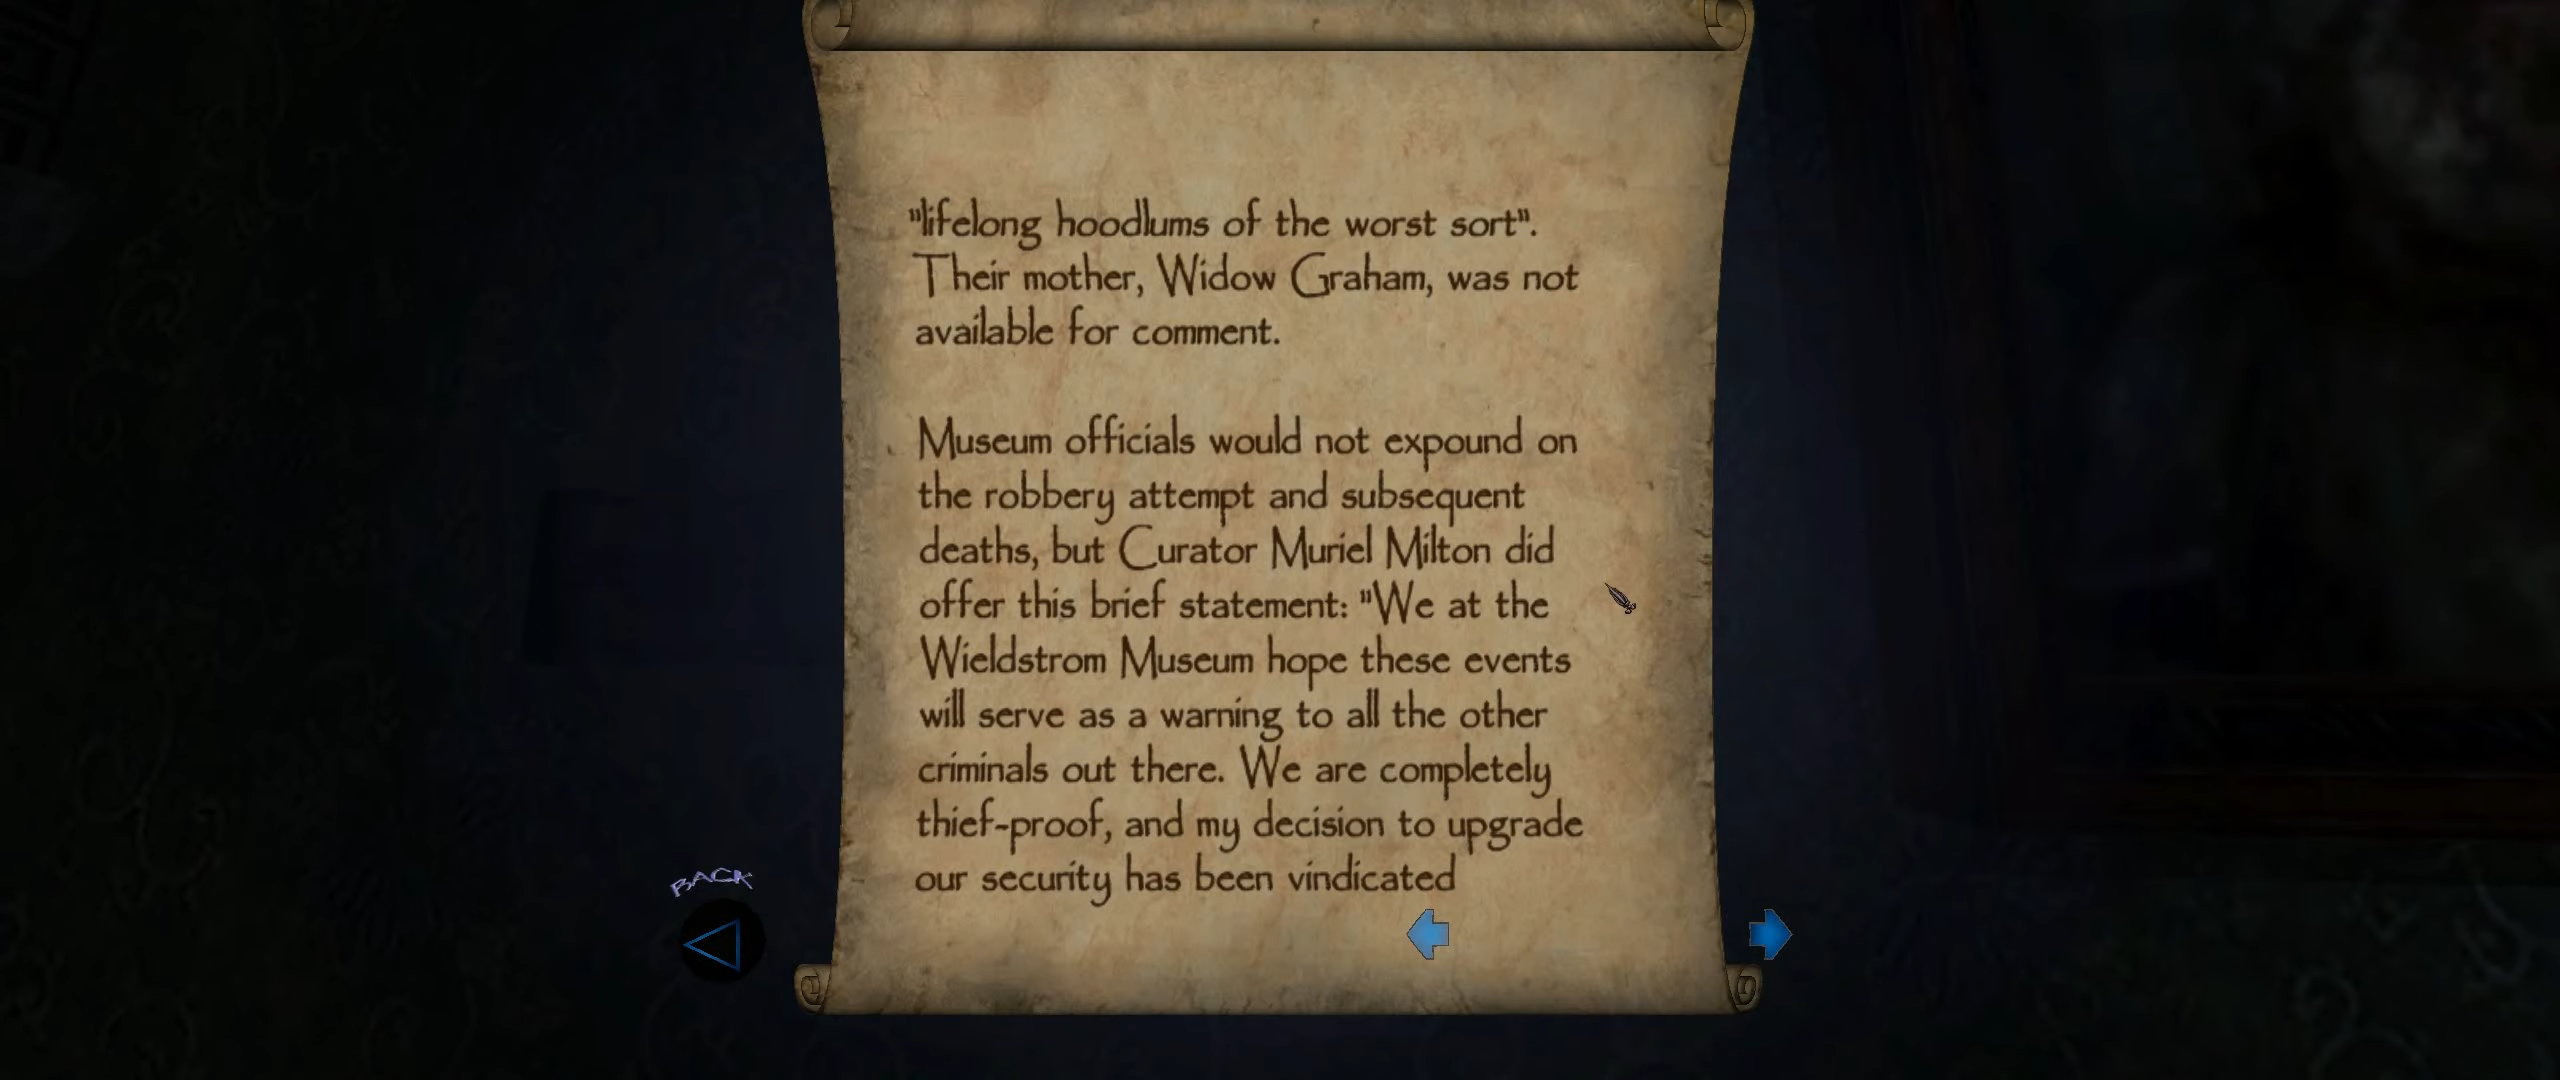 "lifelong hoodlums of the worst sort".
Their mother, Widow Graham, was not
available for comment.
Museum officials would not expound on
the robbery attempt and subsequent
deaths, but Curator Muriel Milton did
offer this brief statement: "We at the
Wieldstrom Museum hope these events
will serve as a warning to all the other
criminals out there. We are completely
thief-proof, and my decision to upgrade
our security has been vindicated
BACK